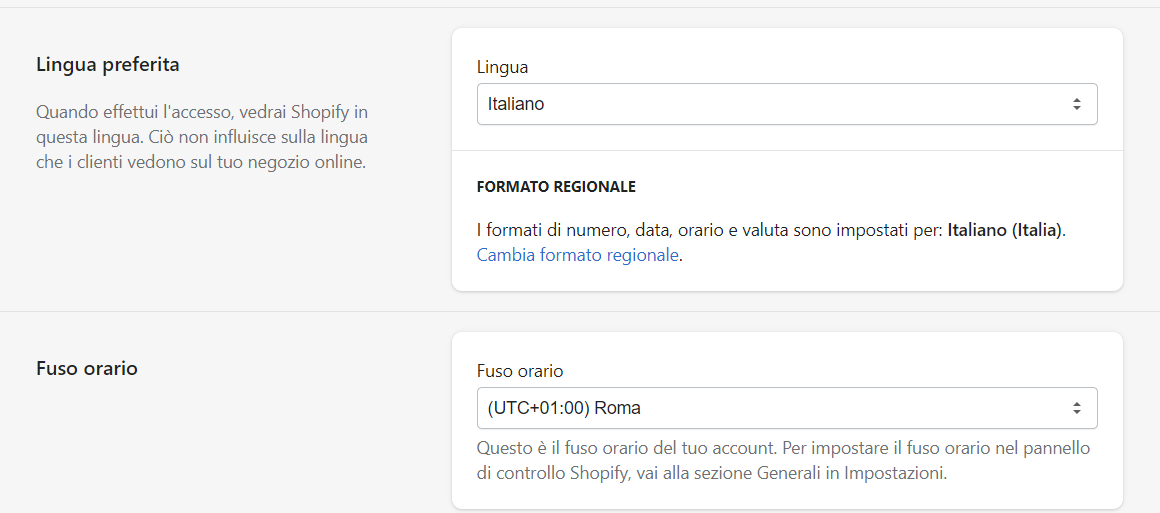 Lingua preferita
Quando effettui l'accesso, vedrai Shopify in
questa lingua. Ciò non influisce sulla lingua
che i clienti vedono sul tuo negozio online.
Lingua
Italiano
FORMATO REGIONALE
I formati di numero, data, orario e valuta sono impostati per: Italiano (Italia).
Cambia formato regionale.
Fuso orario
Fuso orario
(UTC+01:00) Roma
Questo è il fuso orario del tuo account. Per impostare il fuso orario nel pannello
di controllo Shopify, vai alla sezione Generali in Impostazioni.